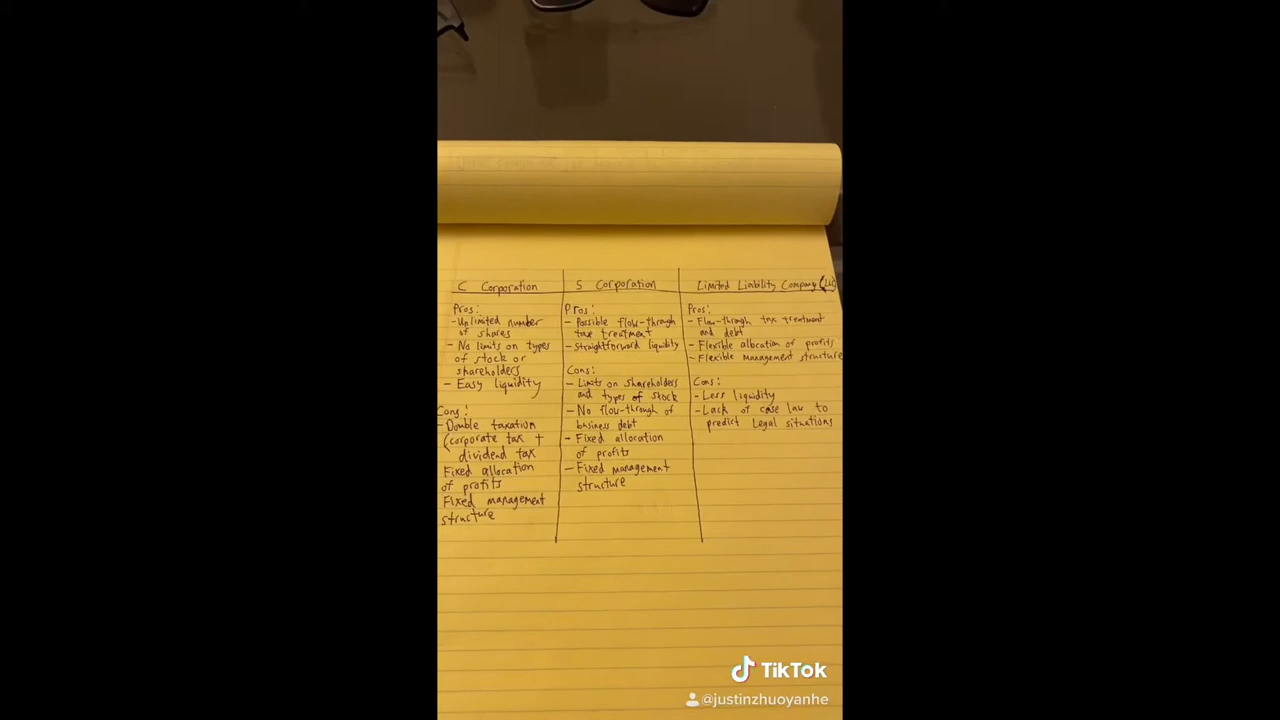 C Corporation
Pros:
- Unlimited number
of shares
- No limits on types
of stock or
shareholders
- Easy liquidity
Cons:
- Double taxation
(corporate tax +
dividend tax
Fixed allocation
of profits
Fixed management
structure
S Corporation
Pros:
- Possible flow-through
tax treatment
- Straightforward liquidity
Cons:
- Limits on shareholders
and types of stock
- No flow-through of
business debt
- Fixed allocation
of profits
- Fixed management
structure
Limited Liability Company (LLC)
Pros:
- Flow-through tax treatment
and debt
- Flexible allocation of profits
- Flexible management structure
Cons:
- Less liquidity
- Lack of case law to
predict Legal situations
TikTok
@justinzhuoyanhe